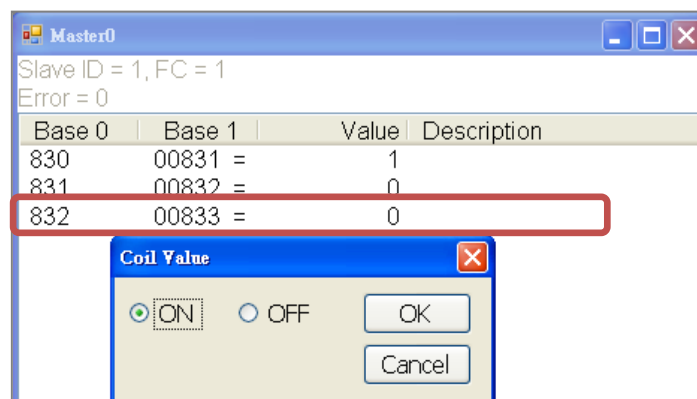 Master0
Slave ID = 1, FC = 1
Error = 0
Base 0 Base 1 Value Description
830 00831 = 1
831 00832 = 0
832 00833 = 0
Coil Value
ON OFF OK
Cancel